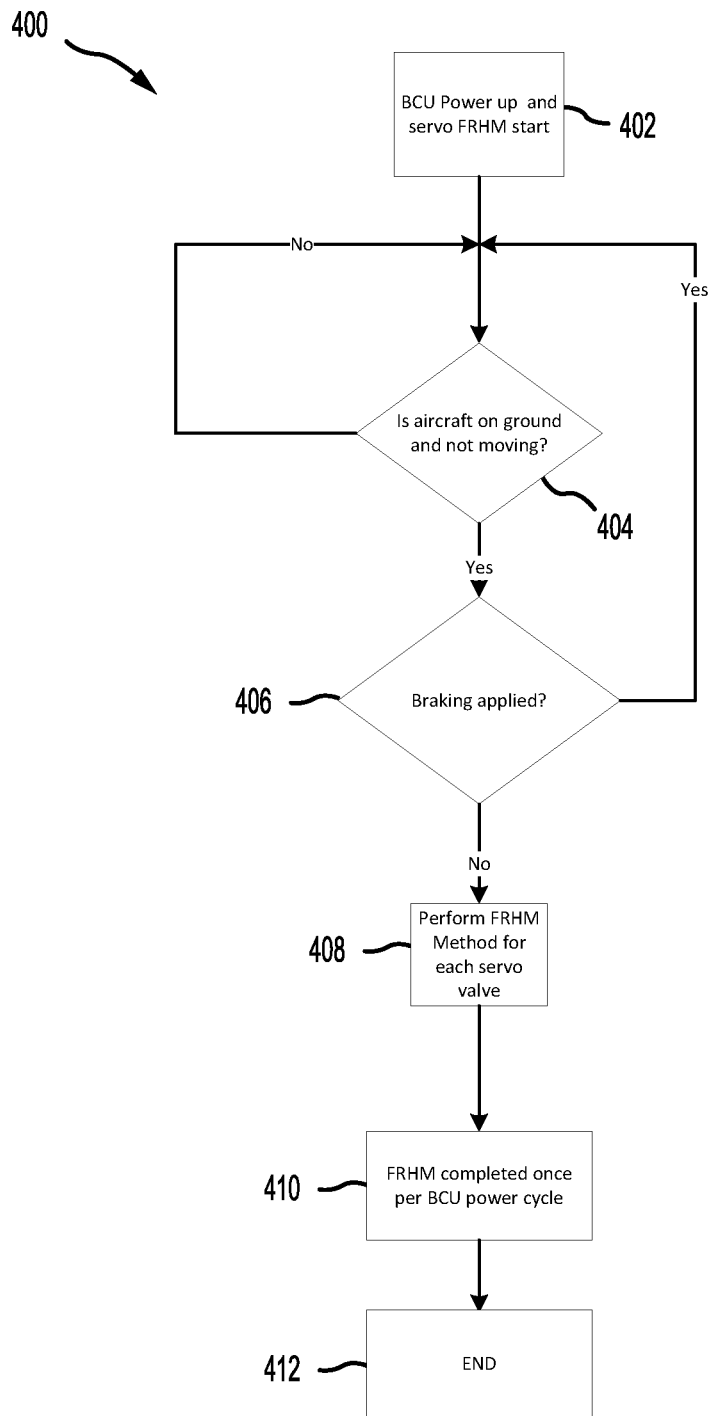 400
BCU Power up and
servo FRHM start
402
No
Yes
Is aircraft on ground
and not moving?
404
Yes
406
Braking applied?
No
408
Perform FRHM
Method for
each servo
valve
410
FRHM completed once
per BCU power cycle
412
END